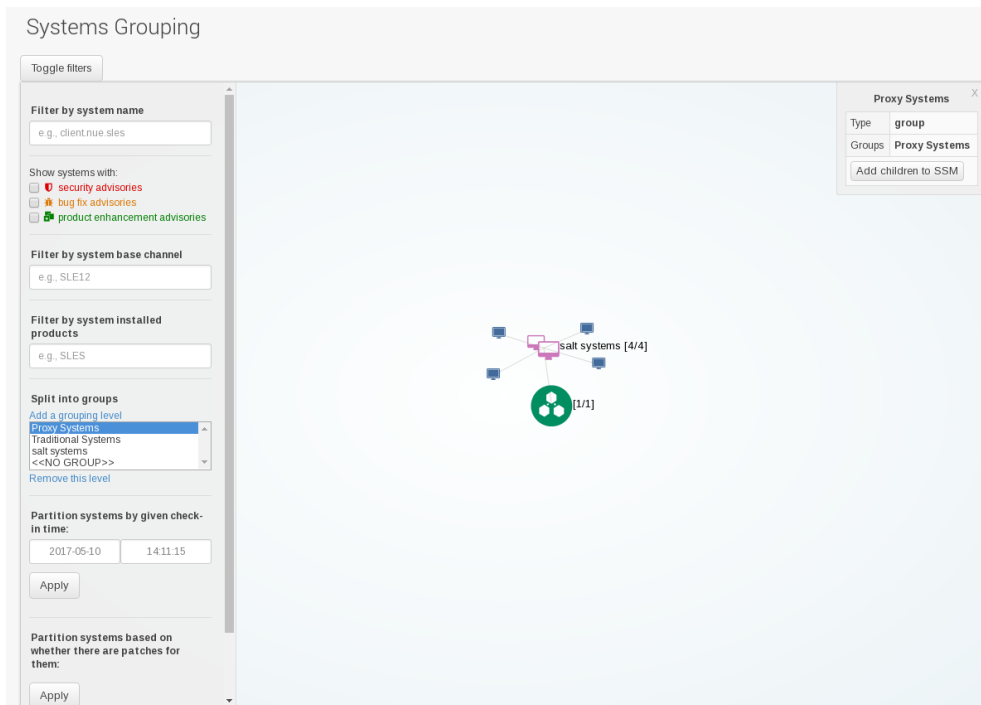 Systems Grouping
Toggle filters
Filter by system name
e.g., client.nue.sles
Show systems with:
security advisories
bug fix advisories
product enhancement advisories
Filter by system base channel
e.g., SLE12
Filter by system installed
products
e.g., SLES
Split into groups
Add a grouping level
Proxy Systems
Traditional Systems
salt systems
<<NO GROUP>>
Remove this level
Partition systems by given check-
in time:
2017-05-10 14:11:15
Apply
Partition systems based on
whether there are patches for
them:
Apply
salt systems [4/4]
[1/1]
X
Proxy Systems
Type group
Groups Proxy Systems
Add children to SSM